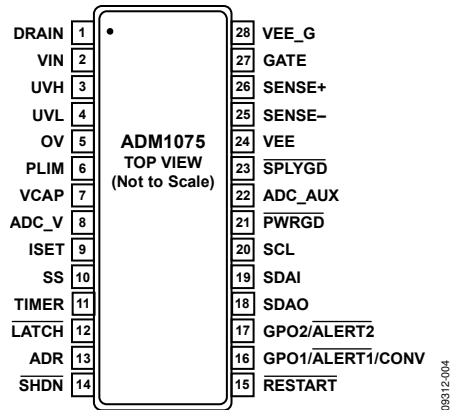 DRAIN 1
VIN 2
UVH 3
UVL 4
OV 5
PLIM 6
VCAP 7
ADC_V 8
ISET 9
SS 10
TIMER 11
LATCH 12
ADR 13
SHDN 14
ADM1075
TOP VIEW
(Not to Scale)
28 VEE_G
27 GATE
26 SENSE+
25 SENSE–
24 VEE
23 SPLYGD
22 ADC_AUX
21 PWRGD
20 SCL
19 SDAI
18 SDAO
17 GPO2/ALERT2
16 GPO1/ALERT1/CONV
15 RESTART
09312-004